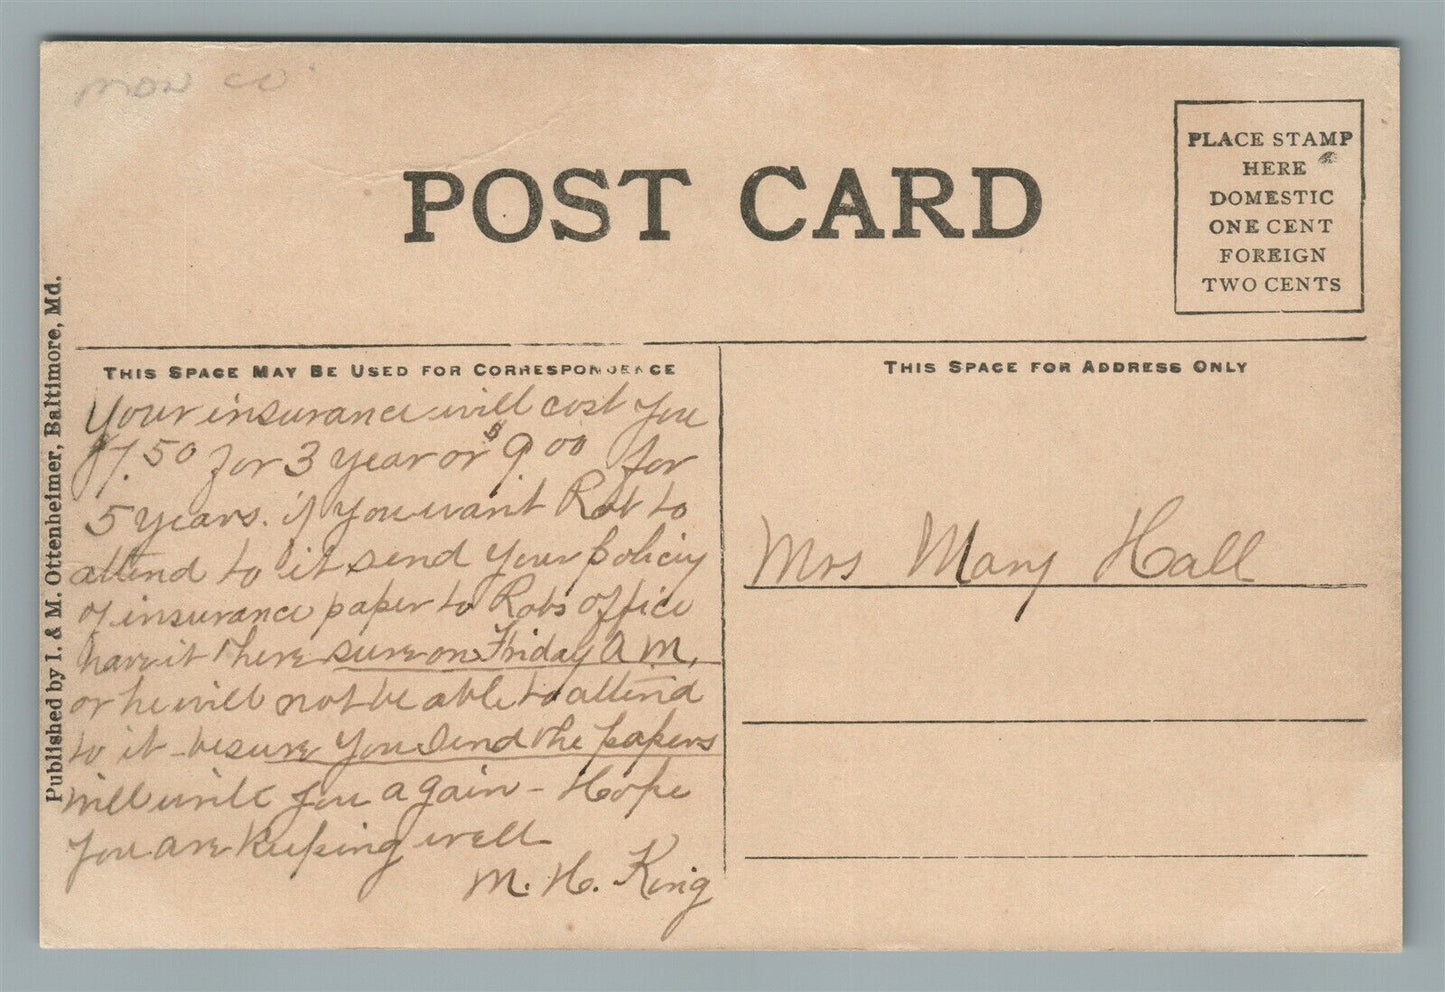 mon co
POST CARD
PLACE STAMP
HERE
DOMESTIC
ONE CENT
FOREIGN
TWO CENTS
Published by I. & M. Ottenheimer, Baltimore, Md.
THIS SPACE MAY BE USED FOR CORRESPONDENCE
Your insurance will cost you
$7.50 for 3 year or $9.00 for
5 years. if you want Rob to
attend to it send your policiy
of insurance paper to Robs office
have it there sure on Friday A M,
or he will not be able to attend
to it - be sure you send the papers
will write you again - Hope
you are keeping well
M. H. King
THIS SPACE FOR ADDRESS ONLY
Mrs Mary Hall